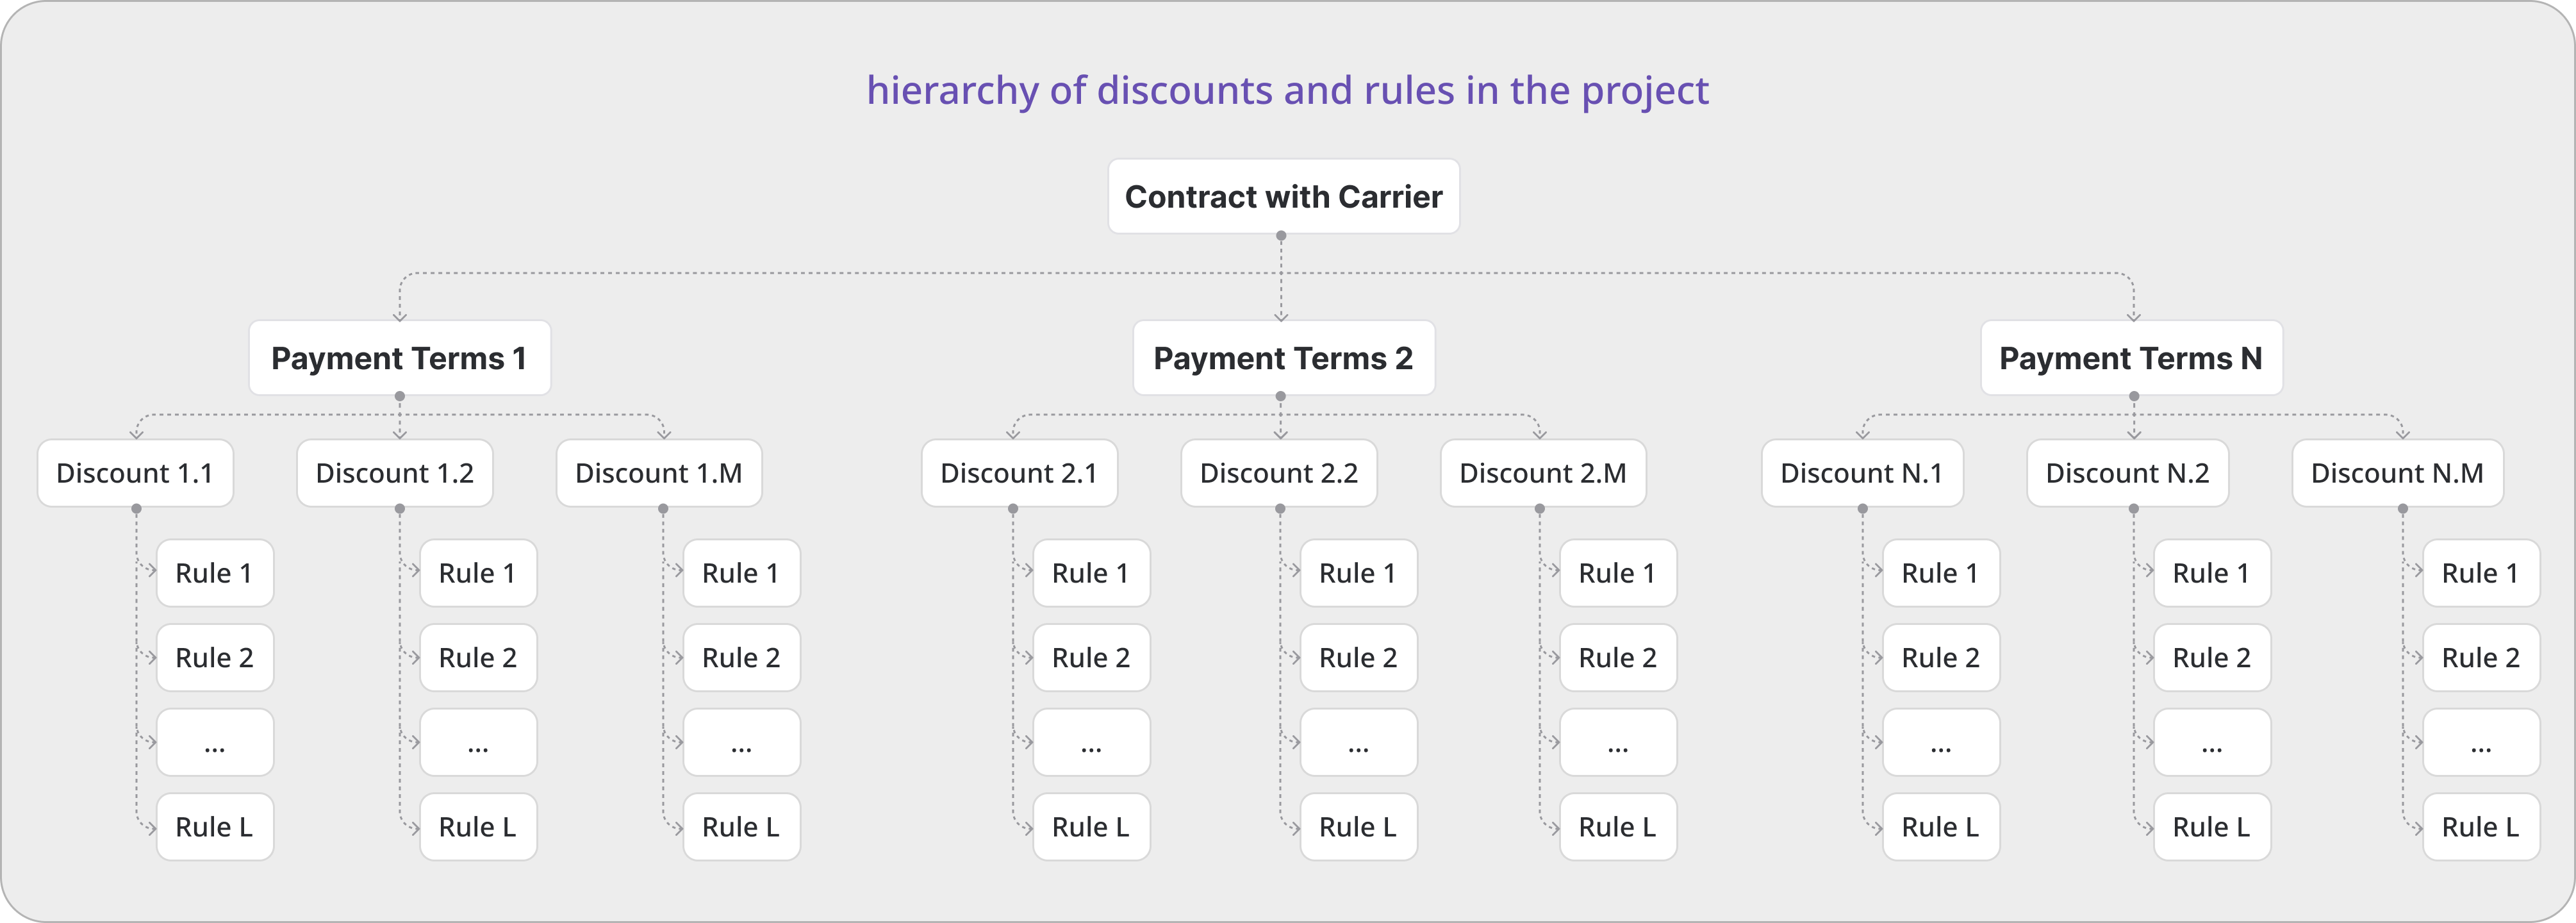 hierarchy of discounts and rules in the project
Contract with Carrier
Payment Terms 1
Payment Terms 2
Payment Terms N
Discount 1.1
Discount 1.2
Discount 1.M
Discount 2.1
Discount 2.2
Discount 2.M
Discount N.1
Discount N.2
Discount N.M
Rule 1
Rule 1
Rule 1
Rule 1
Rule 1
Rule 1
Rule 1
Rule 1
Rule 1
Rule 2
Rule 2
Rule 2
Rule 2
Rule 2
Rule 2
Rule 2
Rule 2
Rule 2
...
...
...
...
...
...
...
...
...
Rule L
Rule L
Rule L
Rule L
Rule L
Rule L
Rule L
Rule L
Rule L